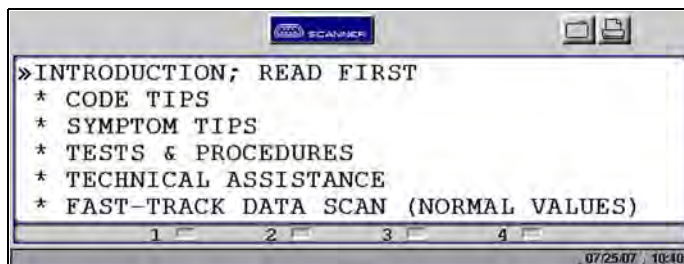 SCANNER
»INTRODUCTION; READ FIRST
* CODE TIPS
* SYMPTOM TIPS
* TESTS & PROCEDURES
* TECHNICAL ASSISTANCE
* FAST-TRACK DATA SCAN (NORMAL VALUES)
1 2 3 4
07/25/07 10:40